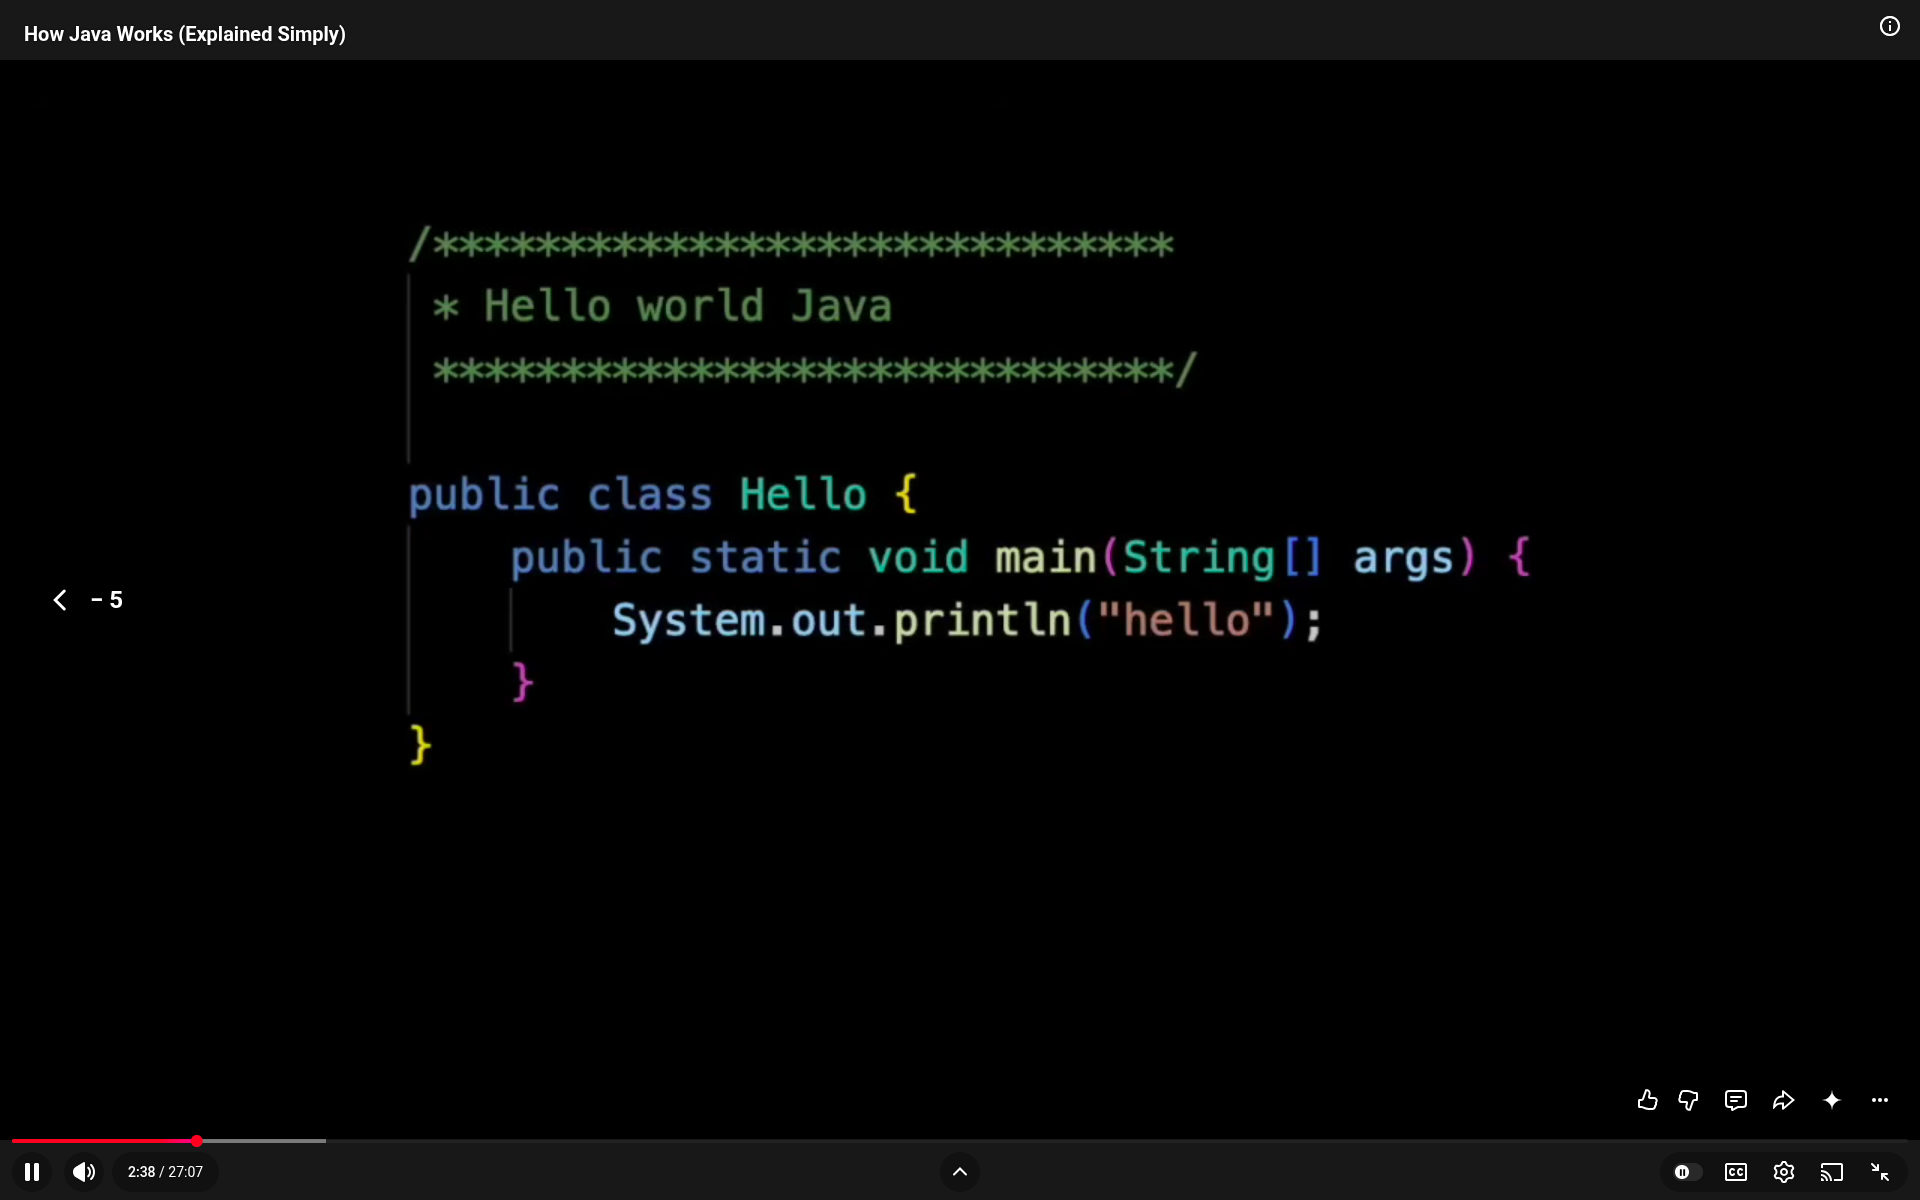 How Java Works (Explained Simply)
/*****************************
* Hello world Java
*****************************/
public class Hello {
public static void main(String[] args) {
System.out.println("hello");
}
}
− 5
2:38 / 27:07
CC